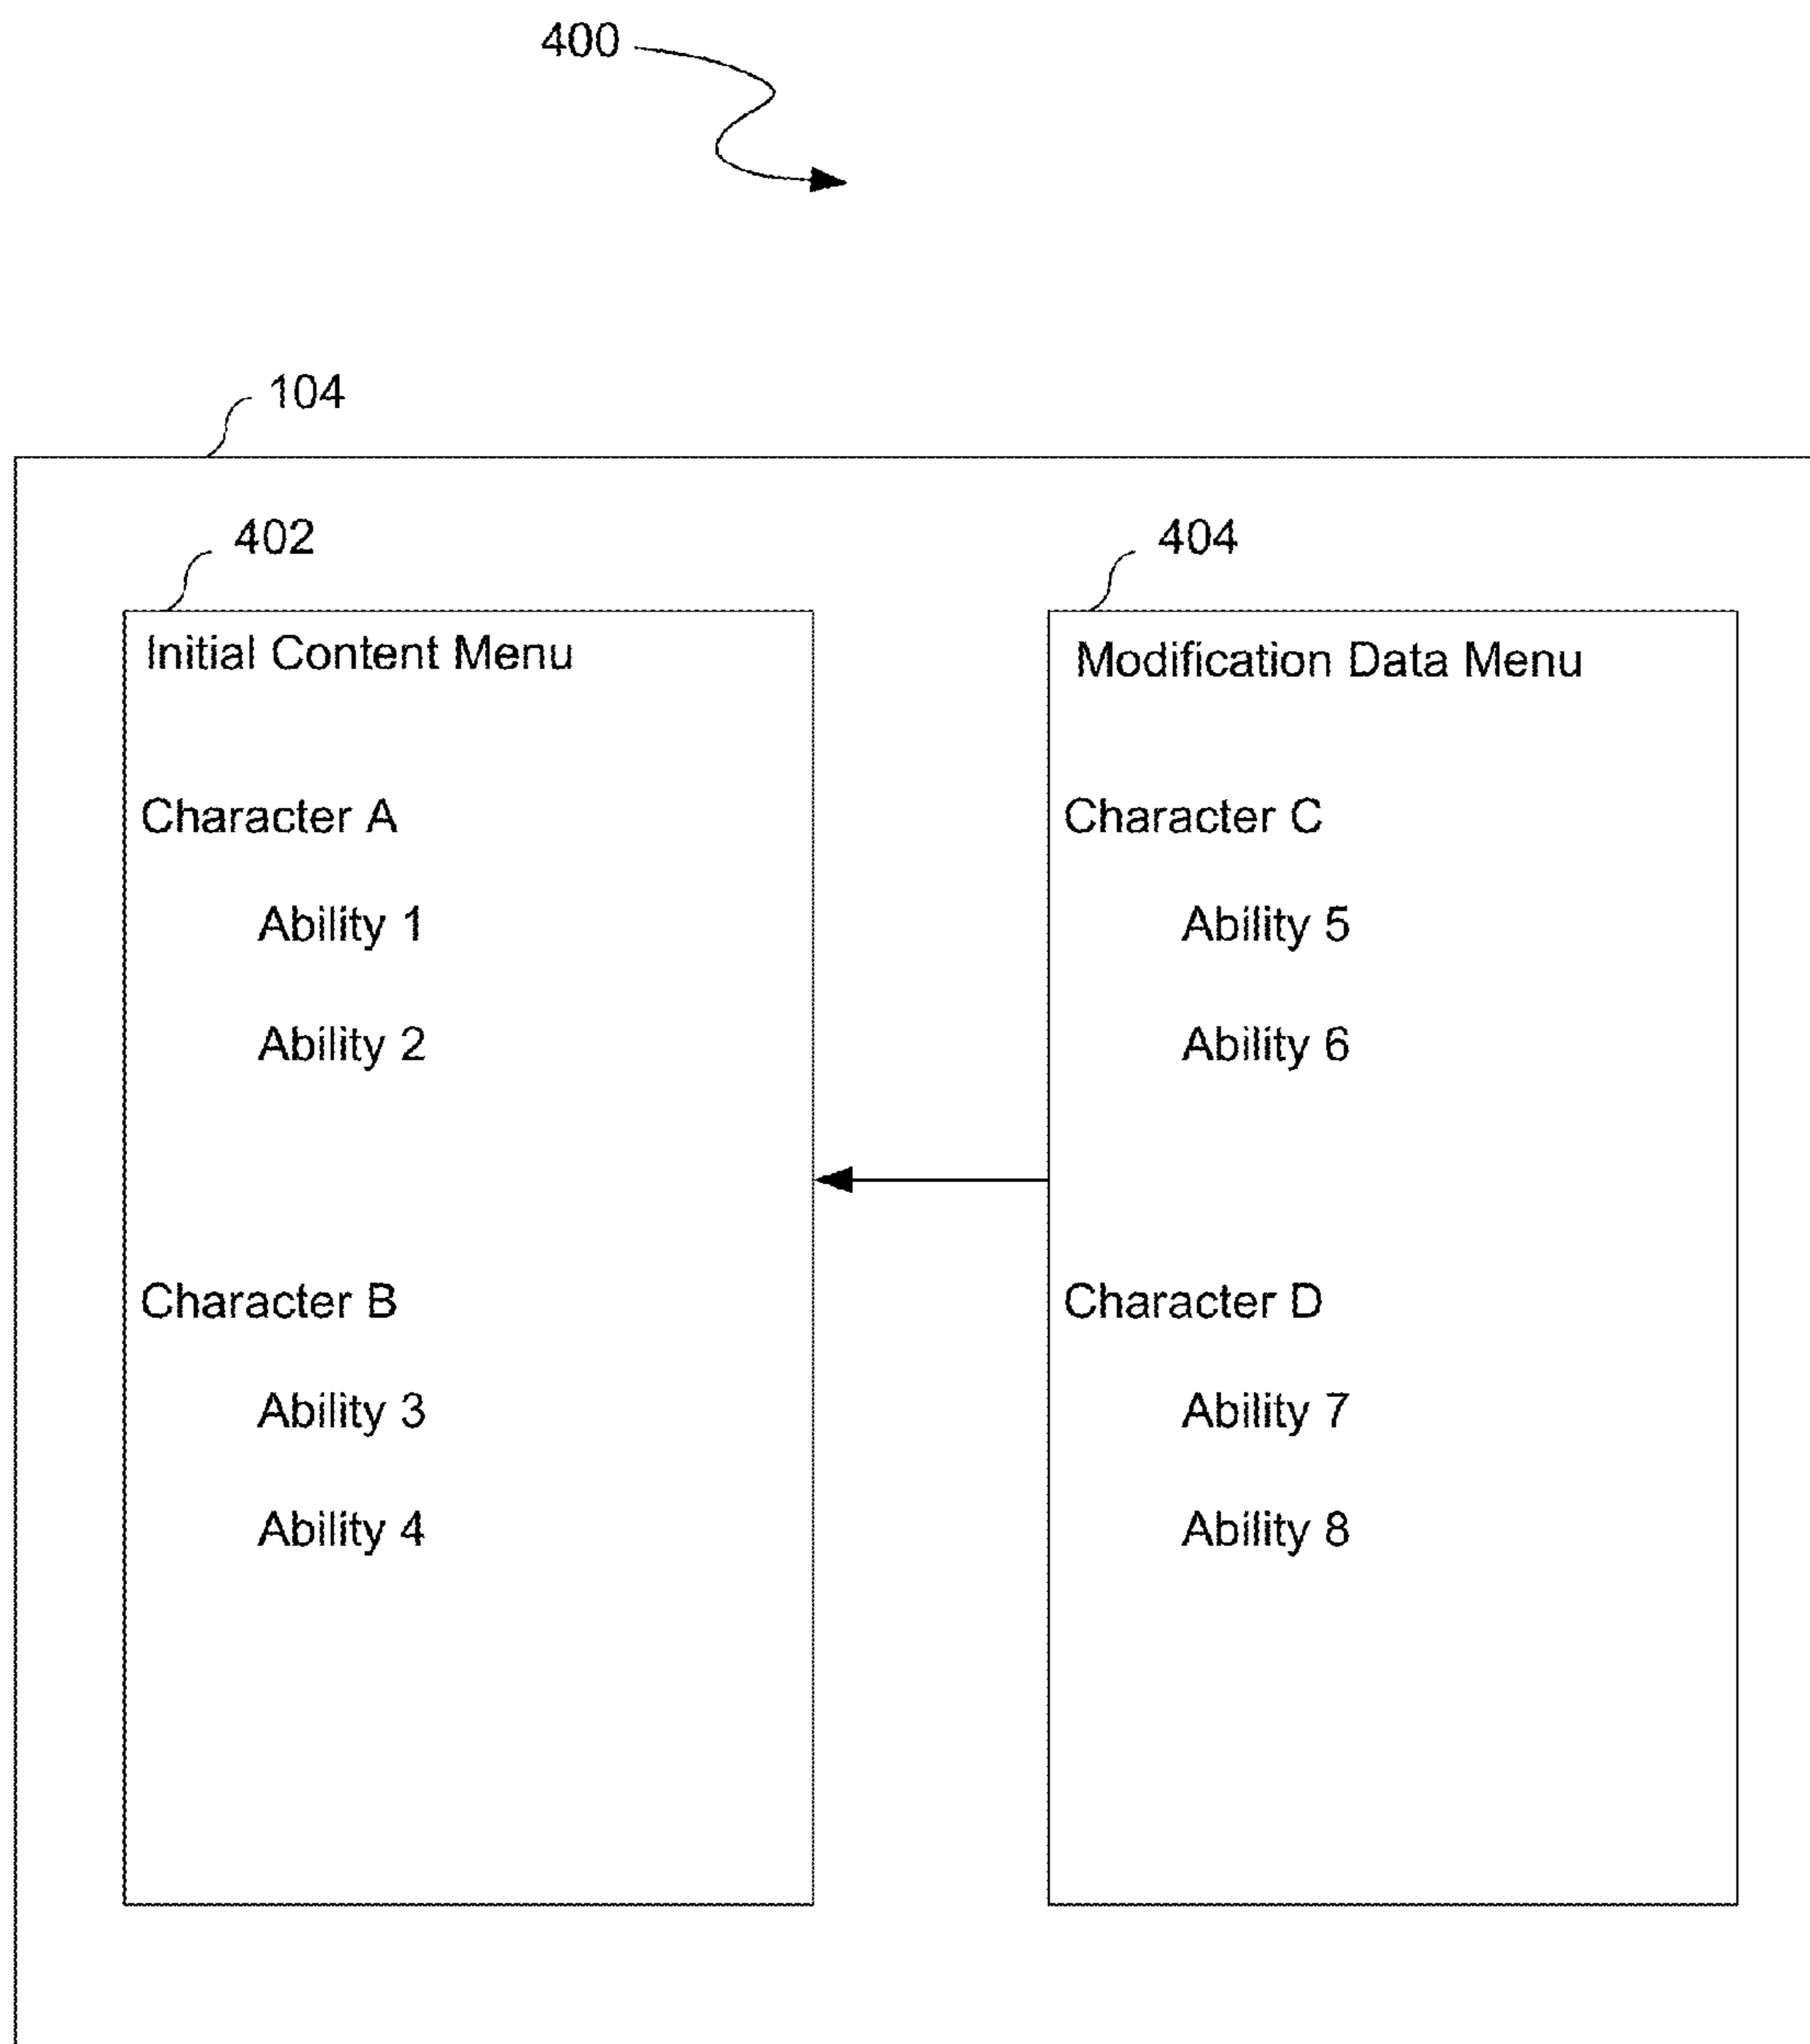 400
104
402
Initial Content Menu
Character A
Ability 1
Ability 2
Character B
Ability 3
Ability 4
404
Modification Data Menu
Character C
Ability 5
Ability 6
Character D
Ability 7
Ability 8